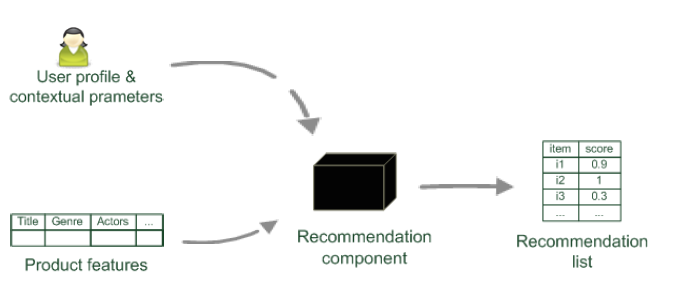 User profile &
contextual prameters
Title Genre Actors ...
Product features
Recommendation
component
item score
i1 0.9
i2 1
i3 0.3
... ...
Recommendation
list